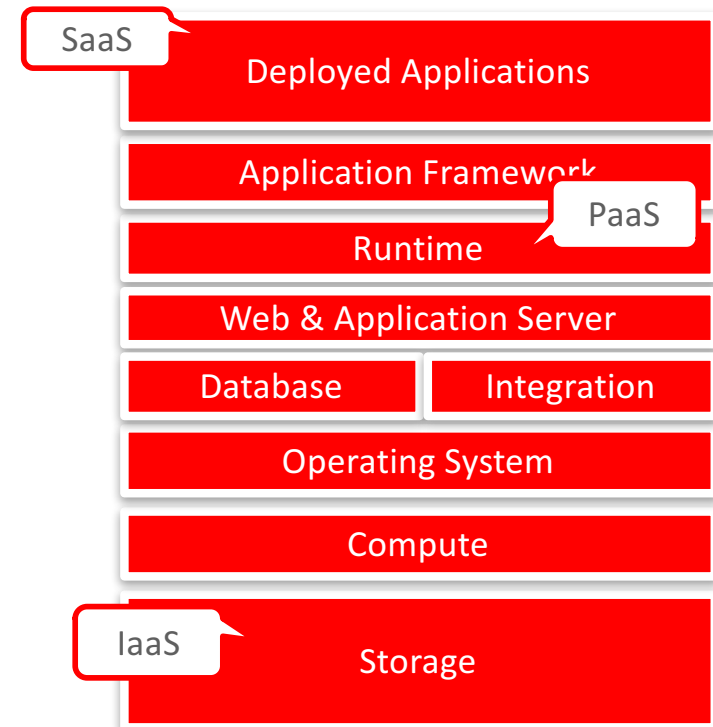 SaaS
Deployed Applications
Application Framework
PaaS
Runtime
Web & Application Server
Database
Integration
Operating System
Compute
IaaS
Storage